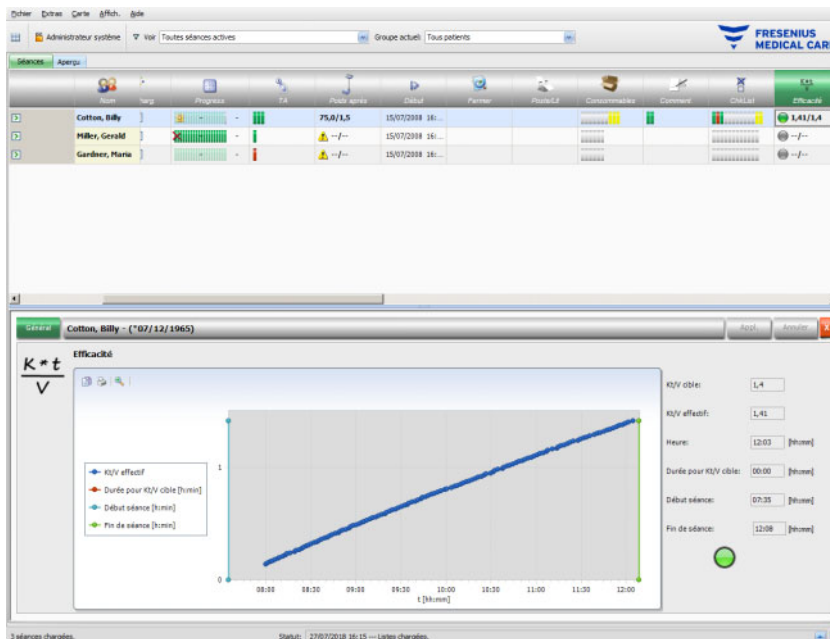 Fichier Extras Carte Affich. Aide
Administrateur système Voir Toutes séances actives Groupe actuel: Tous patients
FRESENIUS
MEDICAL CARE
Séances Aperçu
Nom Progress TA Poids après Début Fermer Poste/Lit Consommables Comment ChkList Efficacité
Cotton, Billy - 75,0/1,5 15/07/2008 16:... 1,41/1,4
Miller, Gerald - --/-- 15/07/2008 16:... --/--
Gardner, Maria - --/-- 15/07/2008 16:... --/--
Général Cotton, Billy - (*07/12/1965) Appl. Annuler X
K * t
V
Efficacité
Kt/V effectif
Durée pour Kt/V cible [h:min]
Début séance [h:min]
Fin de séance [h:min]
1
0
08:00 08:30 09:00 09:30 10:00 10:30 11:00 11:30 12:00
t [hh:mm]
Kt/V cible: 1,4
Kt/V effectif: 1,41
Heure: 12:03 [hh:mm]
Durée pour Kt/V cible: 00:00 [hh:mm]
Début séance: 07:35 [hh:mm]
Fin de séance: 12:08 [hh:mm]
3 séances chargées. Statut: 27/07/2018 16:15 --- Listes chargées.